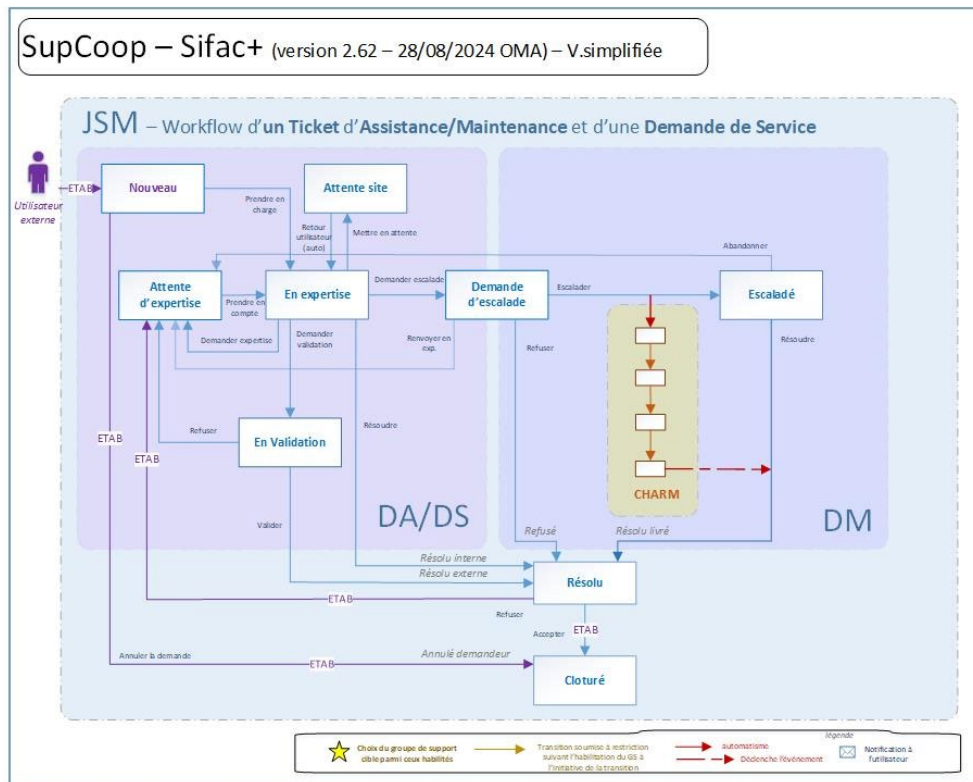 SupCoop – Sifac+ (version 2.62 – 28/08/2024 OMA) – V.simplifiée
JSM – Workflow d'un Ticket d'Assistance/Maintenance et d'une Demande de Service
Utilisateur
externe
ETAB
Nouveau
Prendre en
charge
Attente site
Retour
utilisateur
(auto)
Mettre en attente
Abandonner
Attente
d'expertise
Prendre en
compte
En expertise
Demander escalade
Demande
d'escalade
Escalader
Escaladé
Demander expertise
Demander
validation
Renvoyer en
exp.
Refuser
Résoudre
ETAB
ETAB
Refuser
En Validation
Résoudre
CHARM
Valider
DA/DS
DM
Refusé
Résolu livré
Résolu interne
Résolu externe
Résolu
ETAB
Refuser
Accepter
ETAB
Annuler la demande
ETAB
Annulé demandeur
Cloturé
légende
Choix du groupe de support
cible parmi ceux habilités
Transition soumise à restriction
suivant l'habilitation du GS à
l'initiative de la transition
automatisme
Déclenche l'événement
Notification à
l'utilisateur